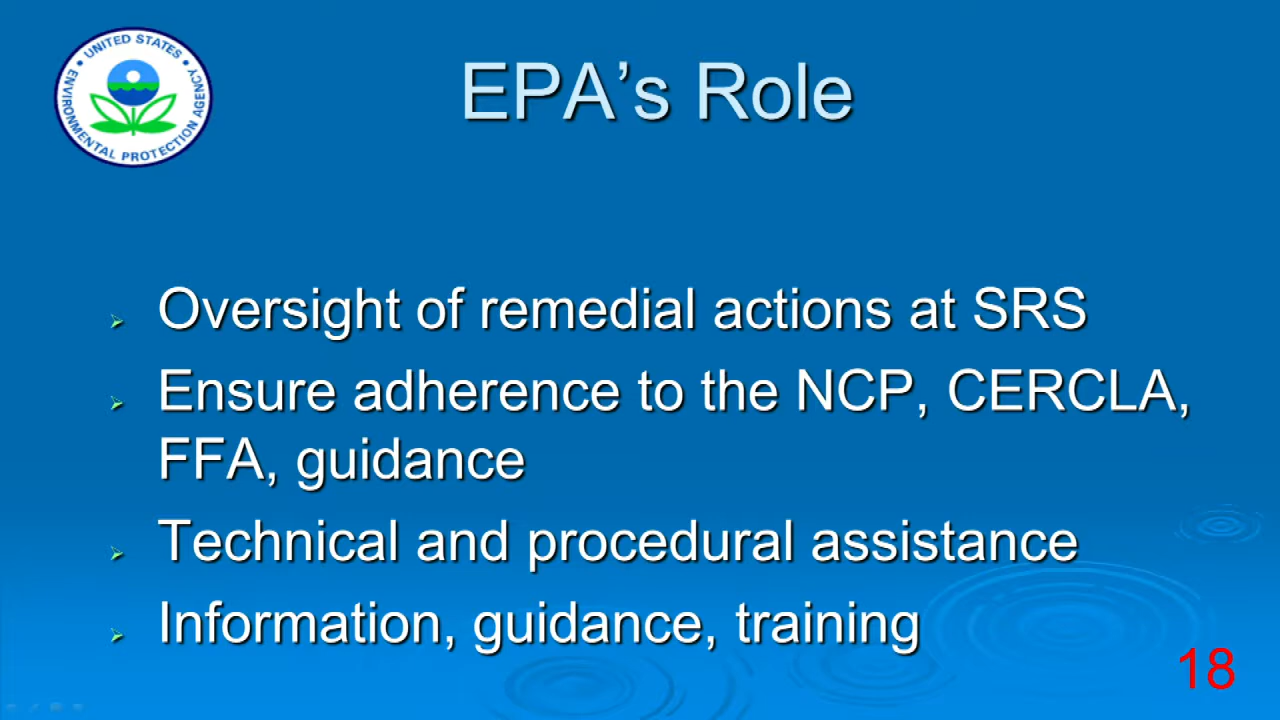 UNITED STATES
ENVIRONMENTAL PROTECTION AGENCY
EPA’s Role
Oversight of remedial actions at SRS
Ensure adherence to the NCP, CERCLA,
FFA, guidance
Technical and procedural assistance
Information, guidance, training
18